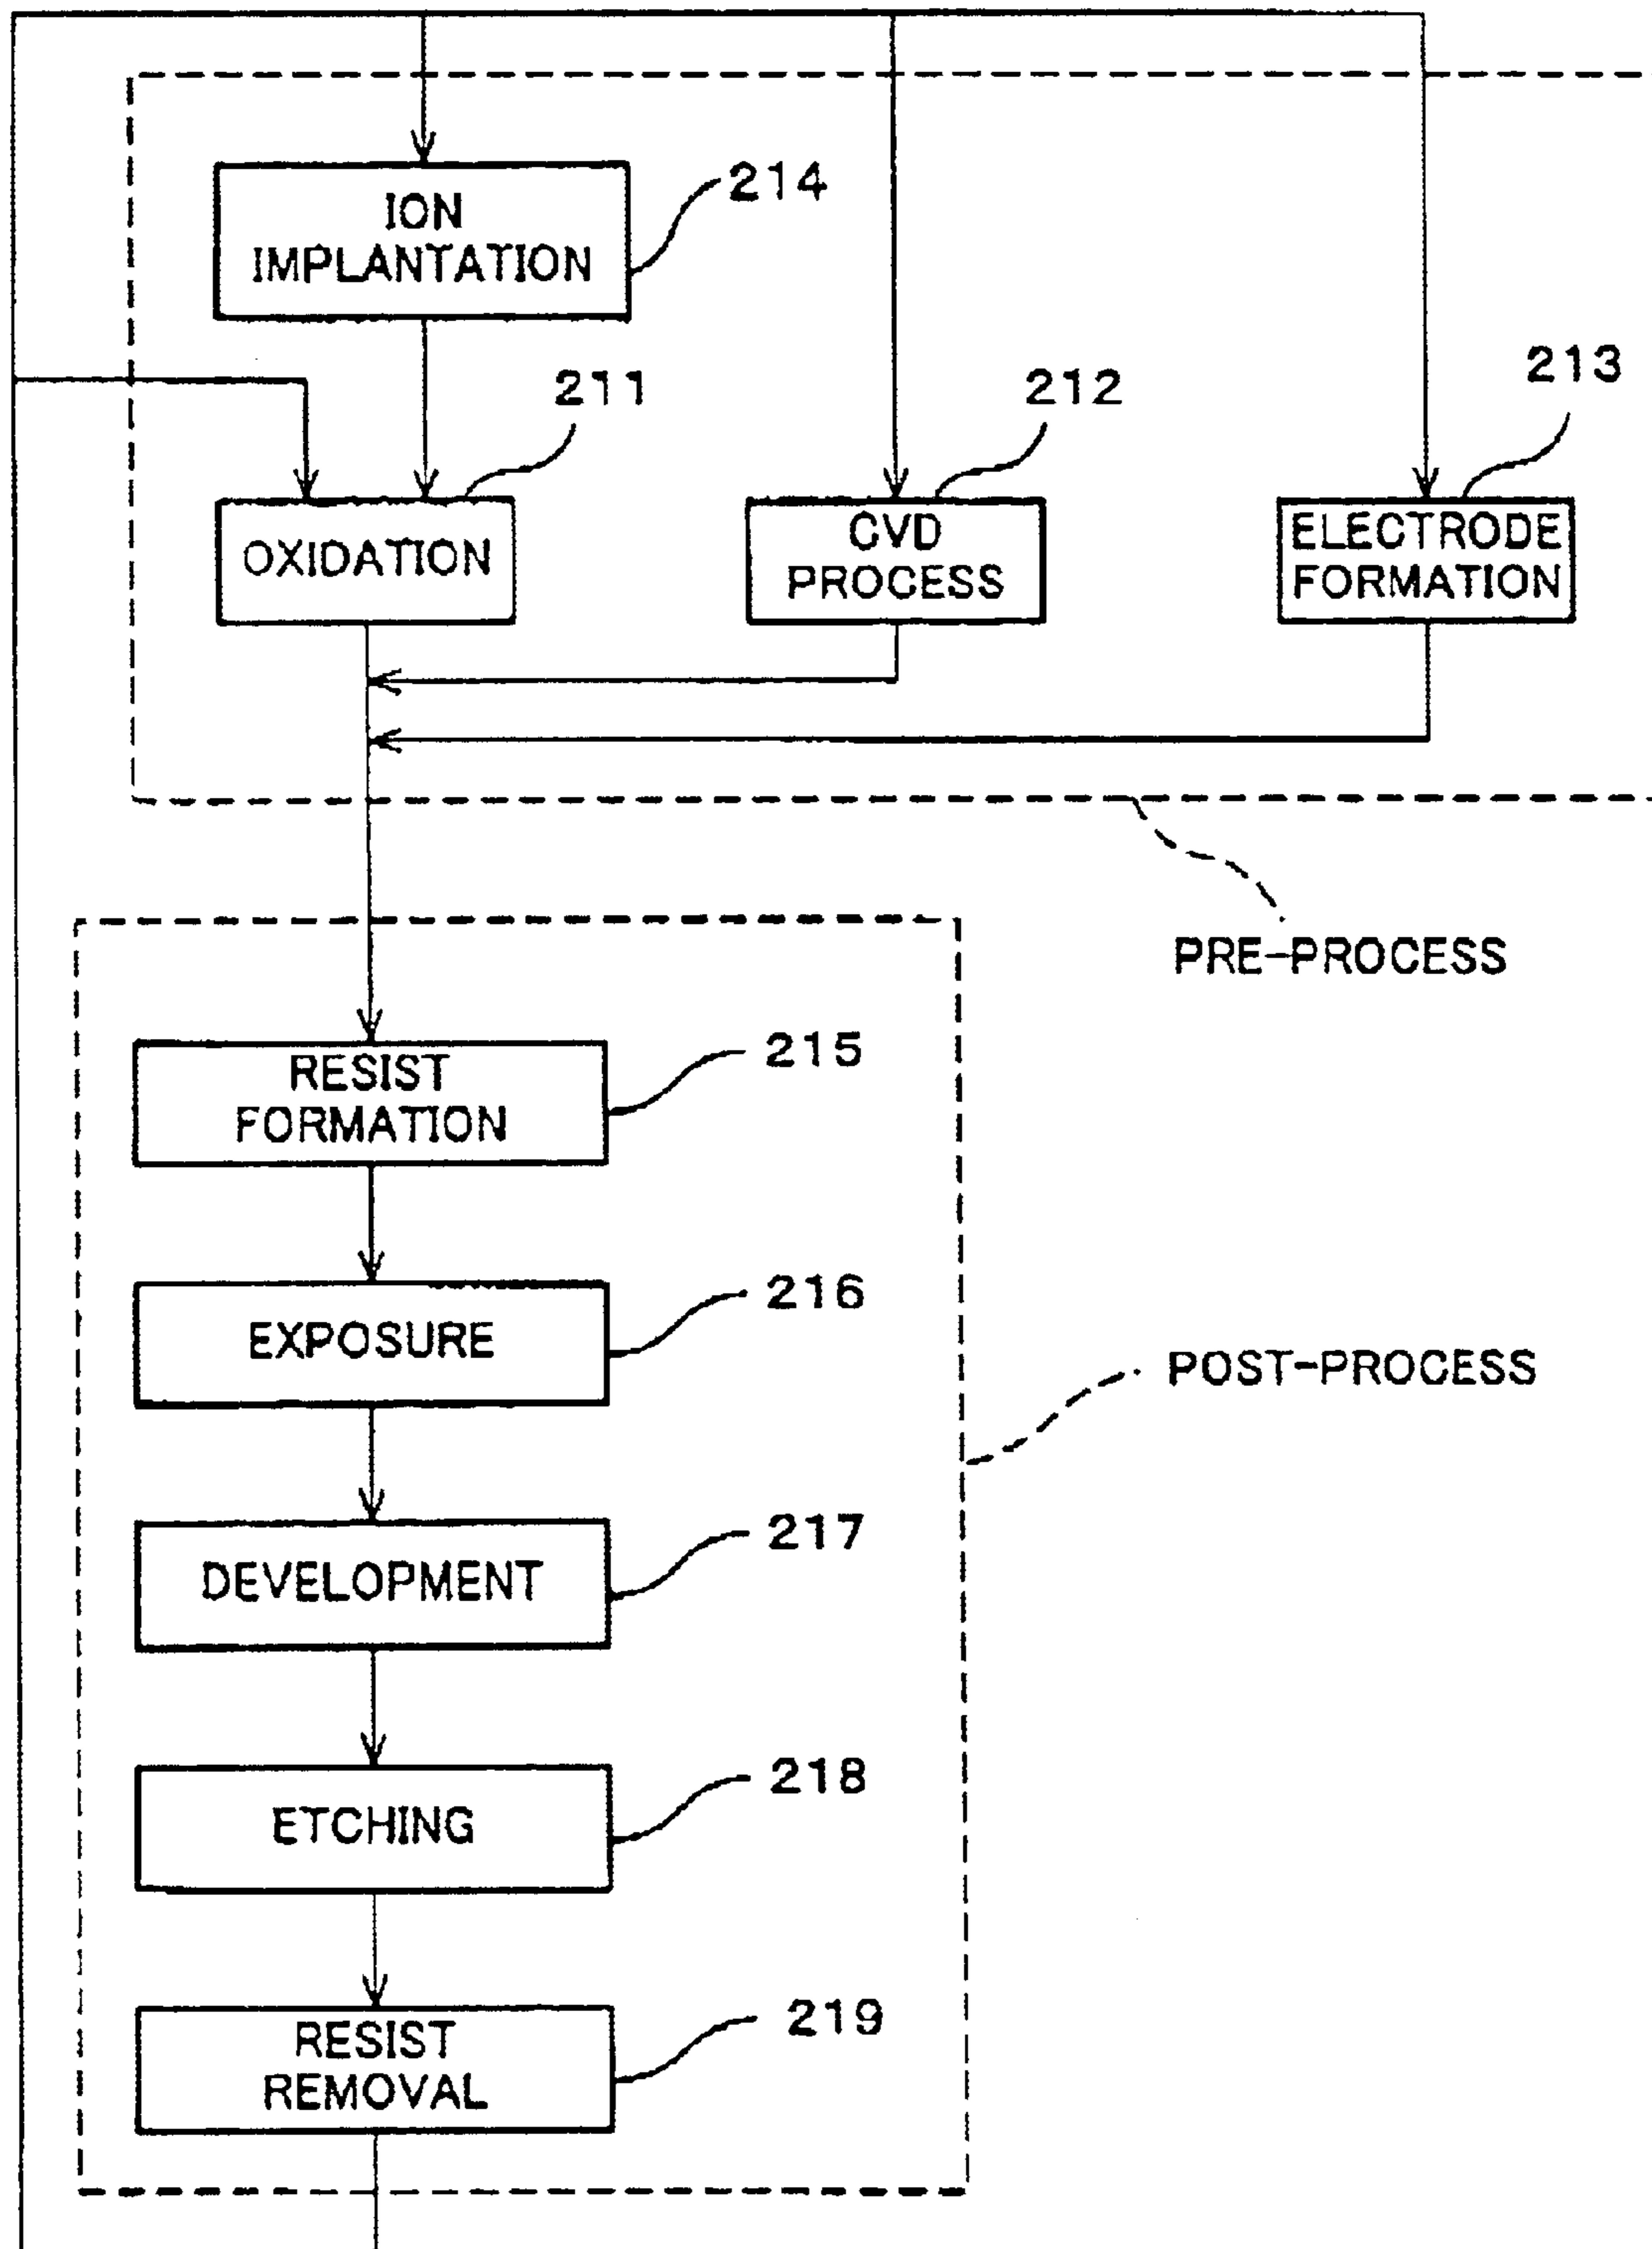 214
ION
IMPLANTATION
211
212
213
OXIDATION
CVD
PROCESS
ELECTRODE
FORMATION
PRE-PROCESS
215
RESIST
FORMATION
216
EXPOSURE
POST-PROCESS
217
DEVELOPMENT
218
ETCHING
219
RESIST
REMOVAL